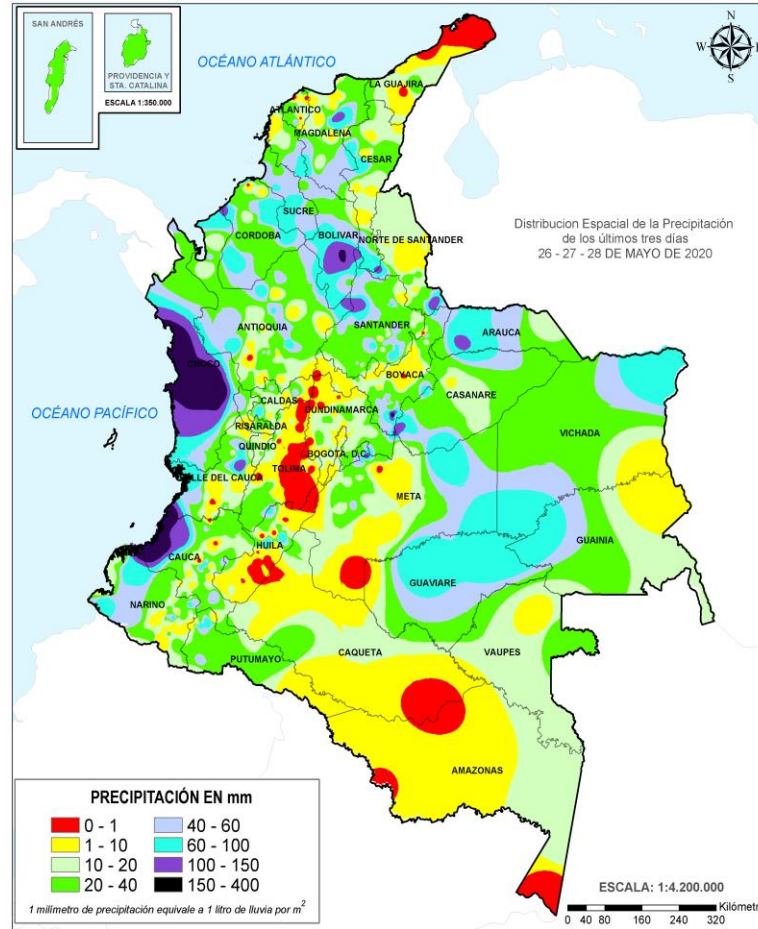 SAN ANDRÉS
PROVIDENCIA Y
STA. CATALINA
ESCALA 1:350.000
OCÉANO ATLÁNTICO
N
W
E
S
LA GUAJIRA
ATLANTICO
MAGDALENA
CESAR
SUCRE
CORDOBA
BOLIVAR
NORTE DE SANTANDER
Distribucion Espacial de la Precipitación
de los últimos tres días
26 - 27 - 28 DE MAYO DE 2020
ANTIOQUIA
SANTANDER
ARAUCA
CHOCO
BOYACA
CASANARE
CALDAS
CUNDINAMARCA
OCÉANO PACÍFICO
RISARALDA
VICHADA
QUINDIO
BOGOTA, D.C.
TOLIMA
VALLE DEL CAUCA
META
GUAINIA
HUILA
CAUCA
GUAVIARE
NARINO
CAQUETA
VAUPES
PUTUMAYO
AMAZONAS
PRECIPITACIÓN EN mm
0 - 1
40 - 60
1 - 10
60 - 100
10 - 20
100 - 150
20 - 40
150 - 400
1 milímetro de precipitación equivale a 1 litro de lluvia por m2
ESCALA: 1:4.200.000
Kilómet
0 40 80 160 240 320